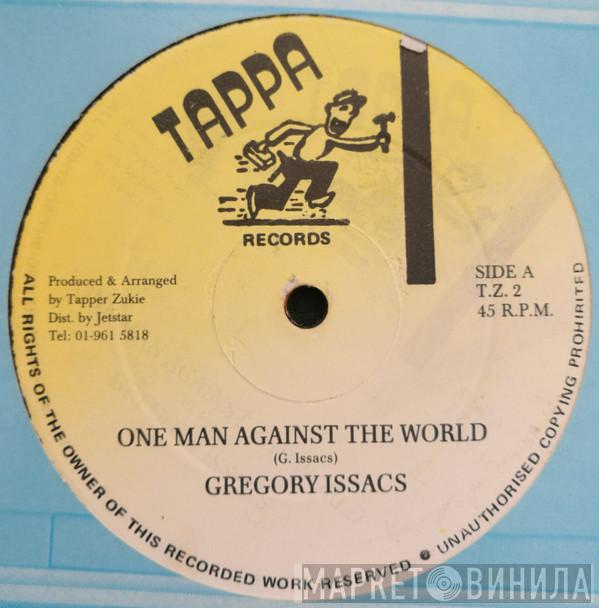 TAPPA
RECORDS
Produced & Arranged
by Tapper Zukie
Dist. by Jetstar
Tel: 01-961 5818
SIDE A
T.Z. 2
45 R.P.M.
ONE MAN AGAINST THE WORLD
(G. Issacs)
GREGORY ISSACS
ALL RIGHTS OF THE OWNER OF THIS RECORDED WORK RESERVED ● UNAUTHORISED COPYING PROHIBITED
МАРКЕТ ВИНИЛА